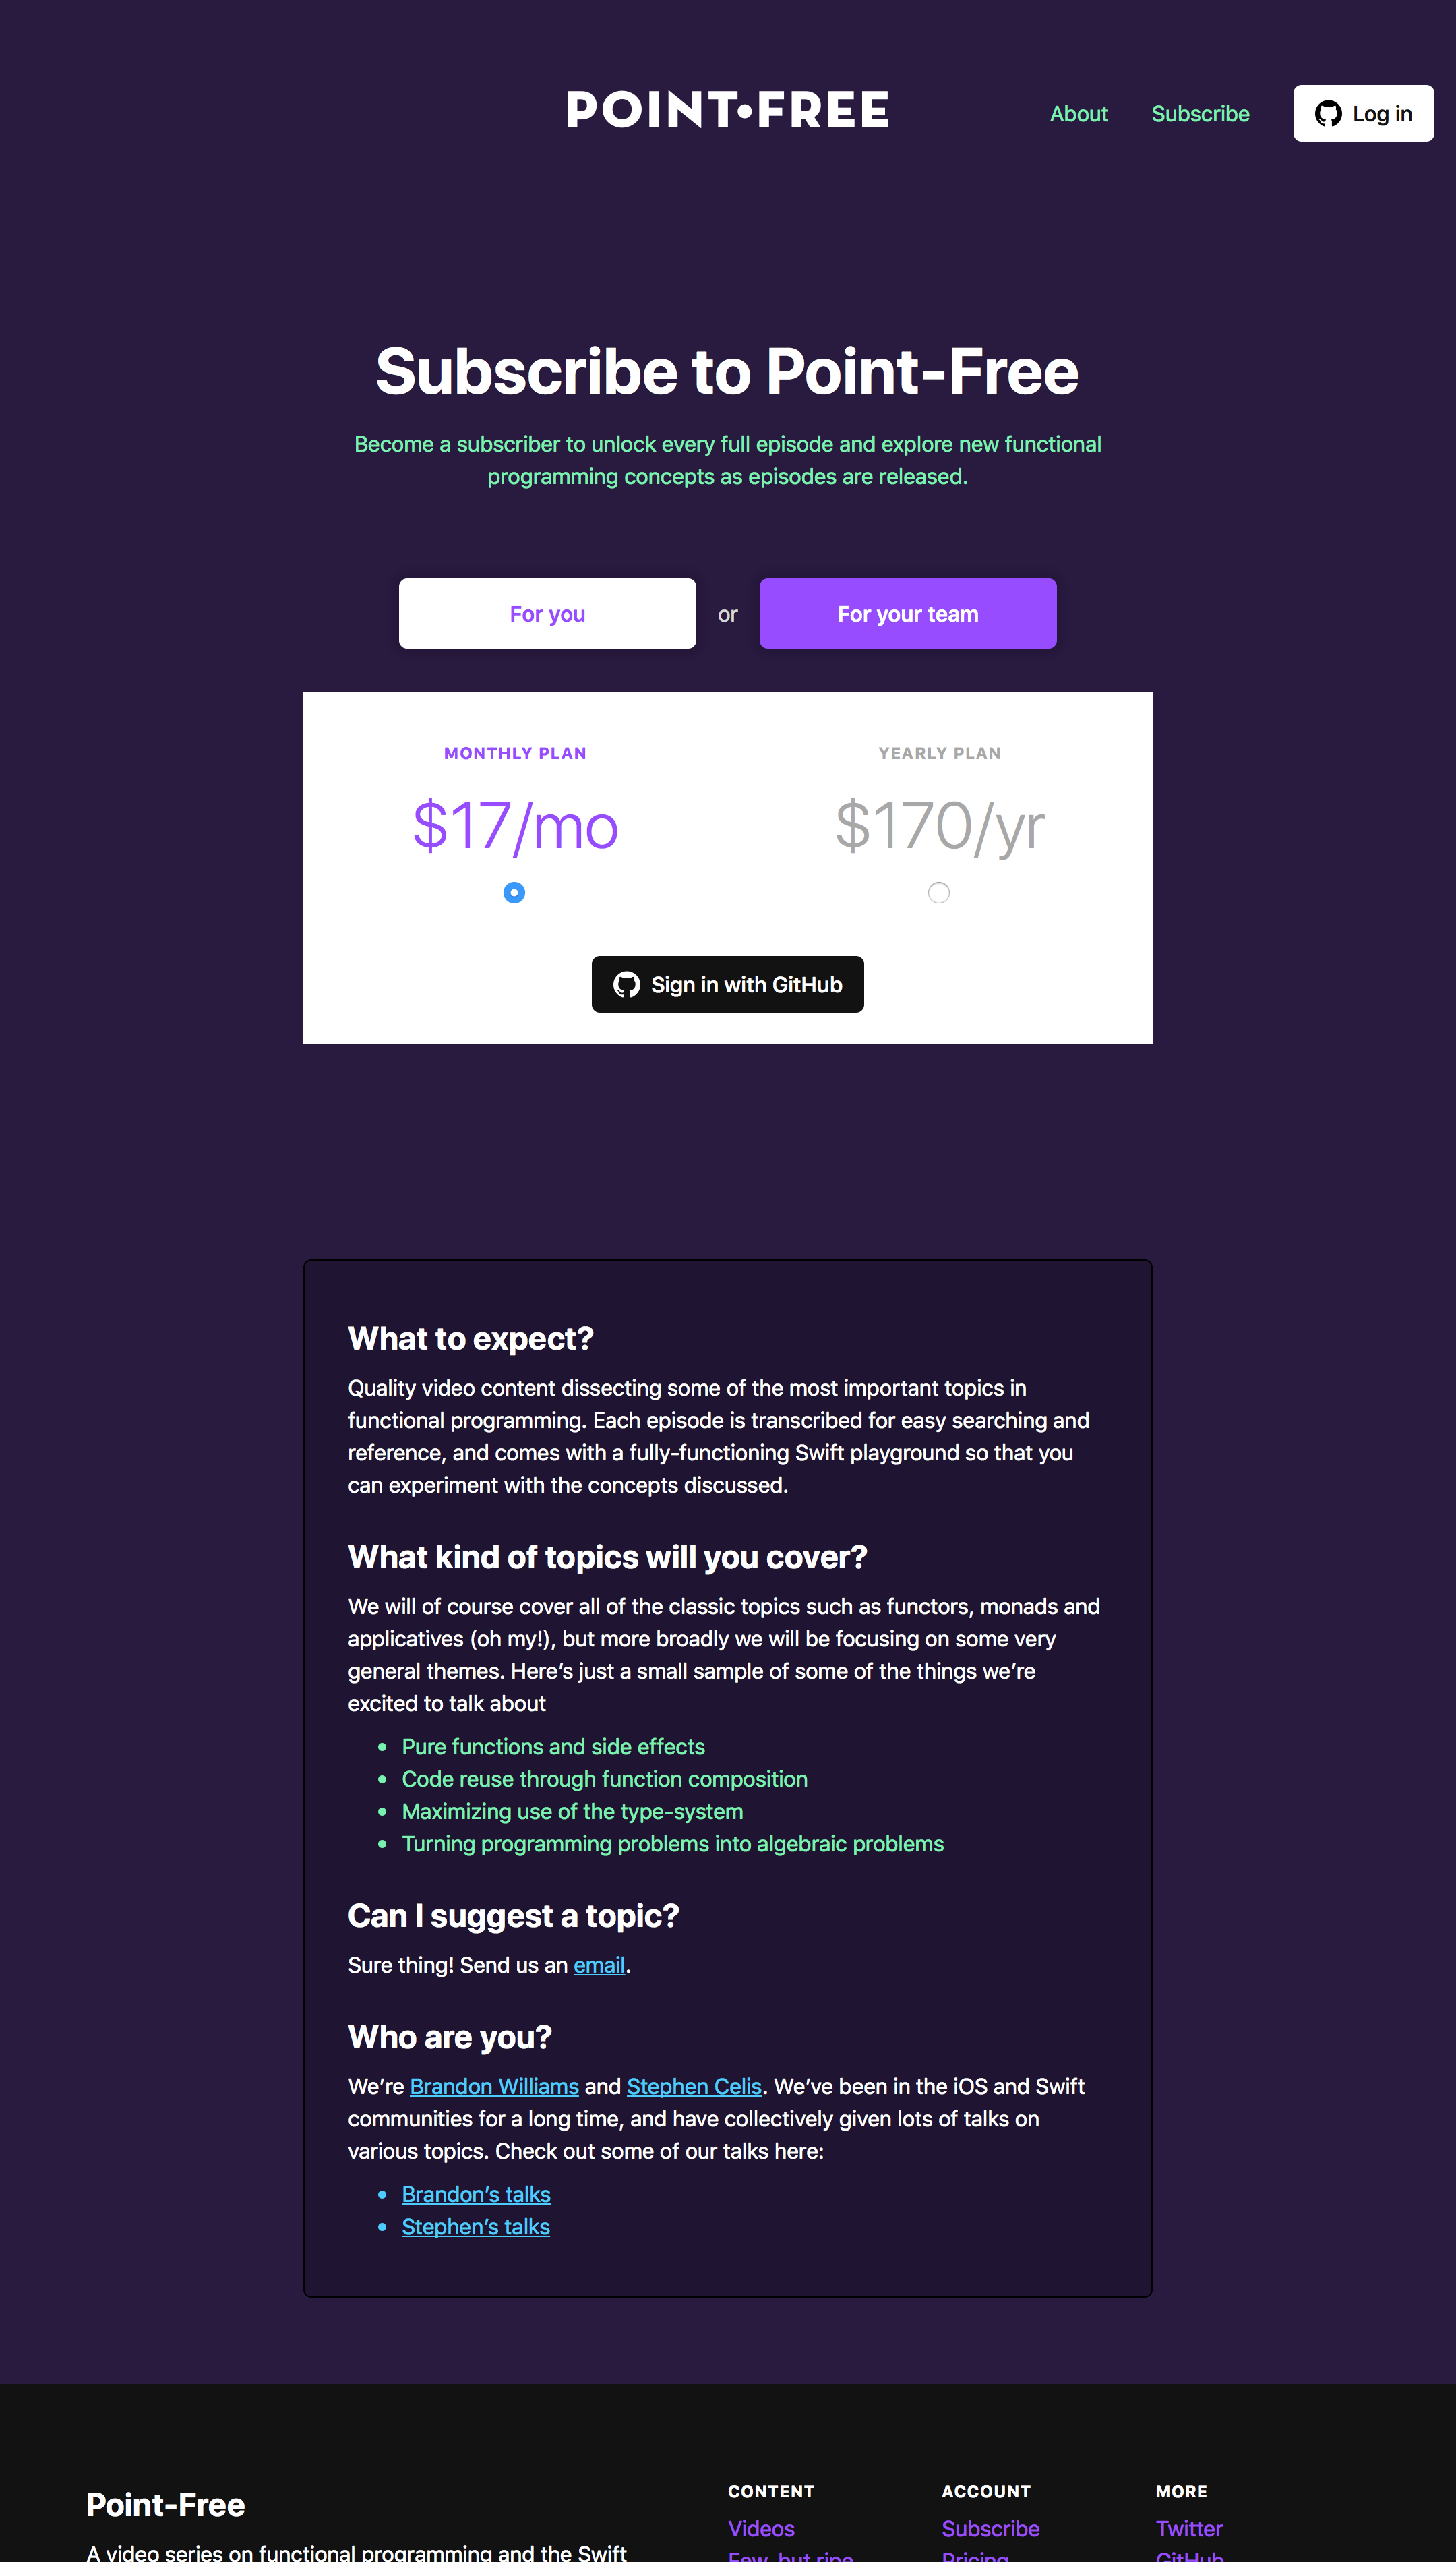 POINT•FREE
About
Subscribe
Log in
Subscribe to Point-Free
Become a subscriber to unlock every full episode and explore new functional
programming concepts as episodes are released.
For you
or
For your team
MONTHLY PLAN
$17/mo
YEARLY PLAN
$170/yr
Sign in with GitHub
What to expect?
Quality video content dissecting some of the most important topics in
functional programming. Each episode is transcribed for easy searching and
reference, and comes with a fully-functioning Swift playground so that you
can experiment with the concepts discussed.
What kind of topics will you cover?
We will of course cover all of the classic topics such as functors, monads and
applicatives (oh my!), but more broadly we will be focusing on some very
general themes. Here’s just a small sample of some of the things we’re
excited to talk about
• Pure functions and side effects
• Code reuse through function composition
• Maximizing use of the type-system
• Turning programming problems into algebraic problems
Can I suggest a topic?
Sure thing! Send us an email.
Who are you?
We’re Brandon Williams and Stephen Celis. We’ve been in the iOS and Swift
communities for a long time, and have collectively given lots of talks on
various topics. Check out some of our talks here:
• Brandon’s talks
• Stephen’s talks
Point-Free
A video series on functional programming and the Swift
CONTENT
Videos
Few, but ripe
ACCOUNT
Subscribe
Pricing
MORE
Twitter
GitHub